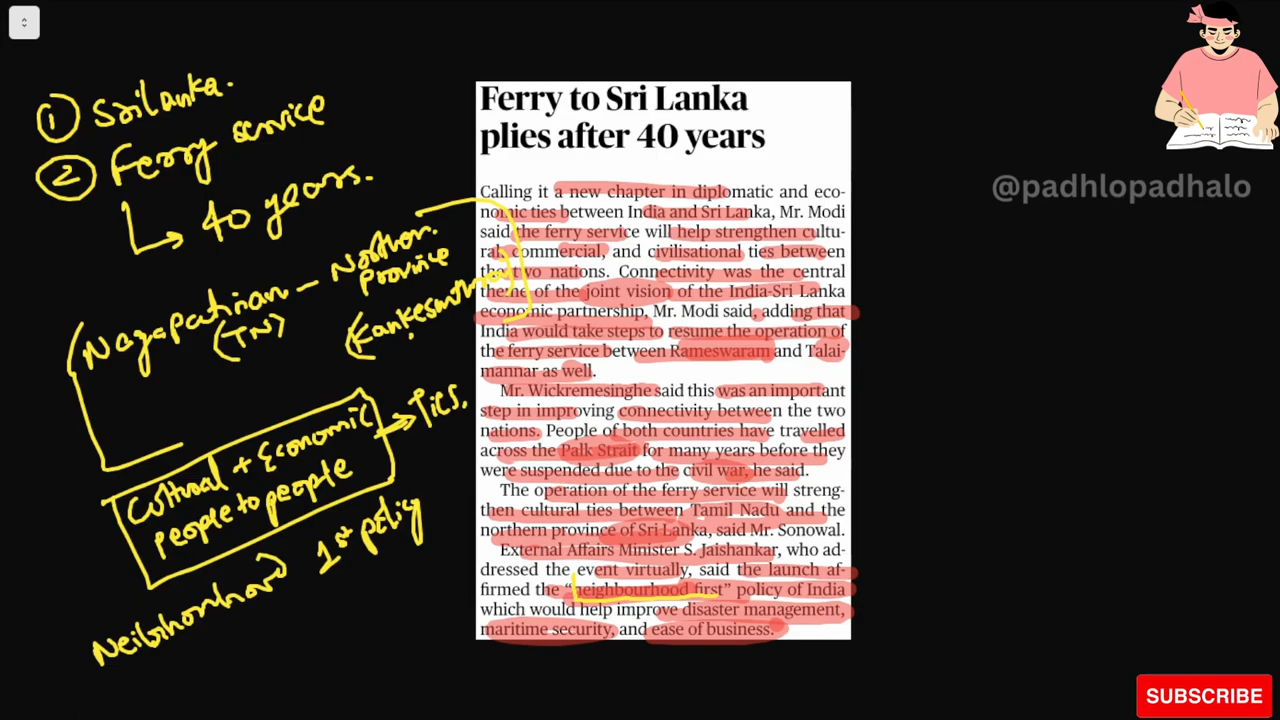 ① Srilanka.
② Ferry service
↳ 40 years.
Nagapatinan – Northan. Province
(TN)
Cultural + Economic → Ties.
people to people
1st policy
Ferry to Sri Lanka
plies after 40 years
Calling it a new chapter in diplomatic and eco-
nomic ties between India and Sri Lanka, Mr. Modi
said the ferry service will help strengthen cultu-
ral, commercial, and civilisational ties between
the two nations. Connectivity was the central
theme of the joint vision of the India-Sri Lanka
economic partnership, Mr. Modi said, adding that
India would take steps to resume the operation of
the ferry service between Rameswaram and Talai-
mannar as well.
Mr. Wickremesinghe said this was an important
step in improving connectivity between the two
nations. People of both countries have travelled
across the Palk Strait for many years before they
were suspended due to the civil war, he said.
The operation of the ferry service will streng-
then cultural ties between Tamil Nadu and the
northern province of Sri Lanka, said Mr. Sonowal.
External Affairs Minister S. Jaishankar, who ad-
dressed the event virtually, said the launch af-
firmed the “neighbourhood first” policy of India
which would help improve disaster management,
maritime security, and ease of business.
@padhlopadhalo
SUBSCRIBE